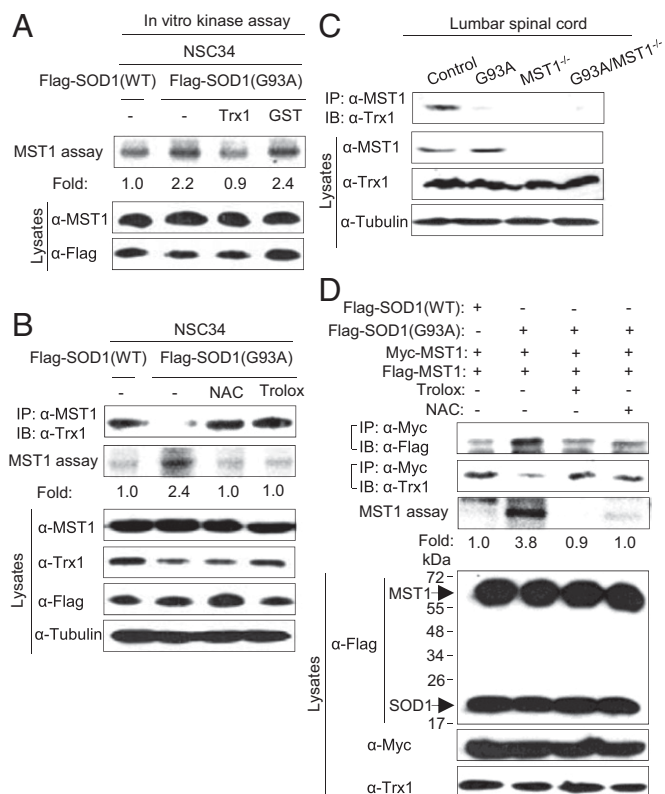 A
In vitro kinase assay
NSC34
Flag-SOD1(WT) Flag-SOD1(G93A)
- - Trx1 GST
MST1 assay
Fold: 1.0 2.2 0.9 2.4
Lysates
α-MST1
α-Flag
B
NSC34
Flag-SOD1(WT) Flag-SOD1(G93A)
- - NAC Trolox
IP: α-MST1
IB: α-Trx1
MST1 assay
Fold: 1.0 2.4 1.0 1.0
Lysates
α-MST1
α-Trx1
α-Flag
α-Tubulin
C
Lumbar spinal cord
Control G93A MST1-/- G93A/MST1-/-
IP: α-MST1
IB: α-Trx1
Lysates
α-MST1
α-Trx1
α-Tubulin
D
Flag-SOD1(WT): + - - -
Flag-SOD1(G93A): - + + +
Myc-MST1: + + + +
Flag-MST1: + + + +
Trolox: - - + -
NAC: - - - +
IP: α-Myc
IB: α-Flag
IP: α-Myc
IB: α-Trx1
MST1 assay
Fold: 1.0 3.8 0.9 1.0
kDa
Lysates
α-Flag
72
MST1
55
48
34
26
SOD1
17
α-Myc
α-Trx1